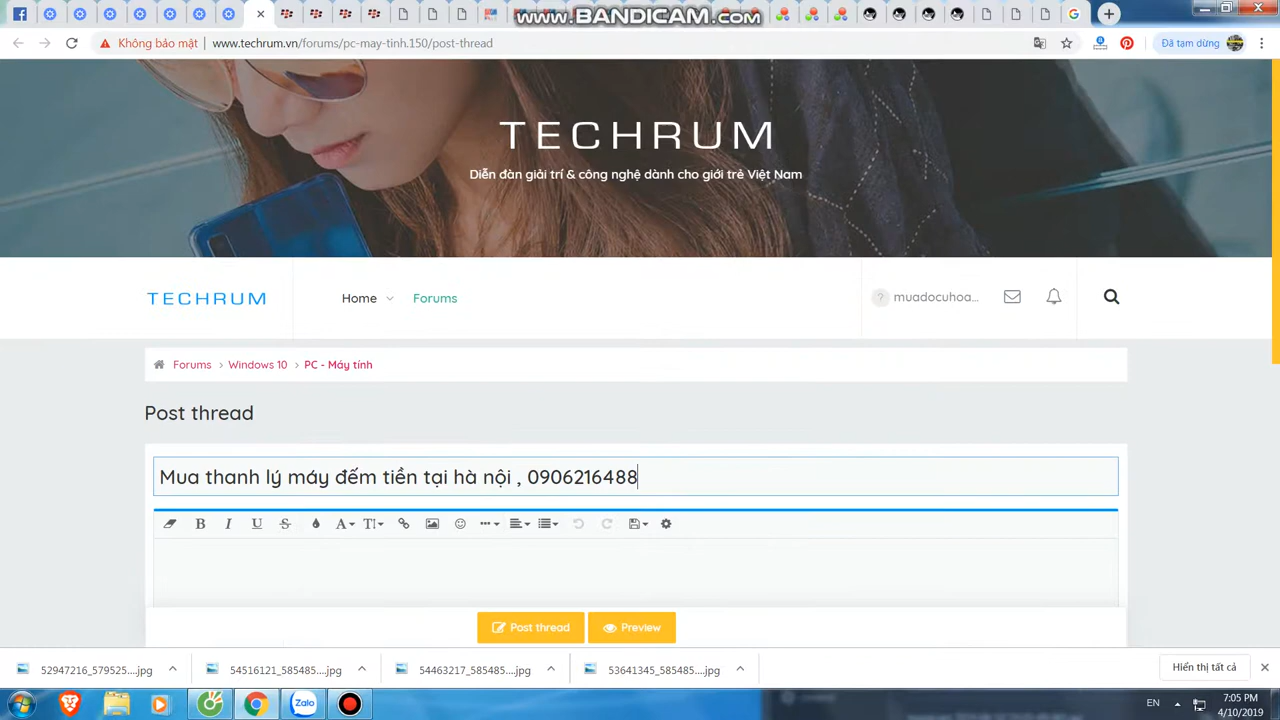 www.BANDICAM.com
Không bảo mật
www.techrum.vn/forums/pc-may-tinh.150/post-thread
Đã tạm dừng
TECHRUM
Diễn đàn giải trí & công nghệ dành cho giới trẻ Việt Nam
TECHRUM
Home
Forums
muadocuhoa...
Forums
Windows 10
PC - Máy tính
Post thread
Mua thanh lý máy đếm tiền tại hà nội , 0906216488
Post thread
Preview
52947216_579525....jpg
54516121_585485....jpg
54463217_585485....jpg
53641345_585485....jpg
Hiển thị tất cả
Zalo
EN
7:05 PM
4/10/2019